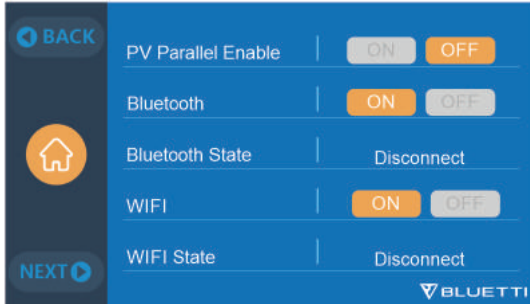 BACK
PV Parallel Enable ON OFF
Bluetooth ON OFF
Bluetooth State Disconnect
WIFI ON OFF
WIFI State Disconnect
NEXT
BLUETTI